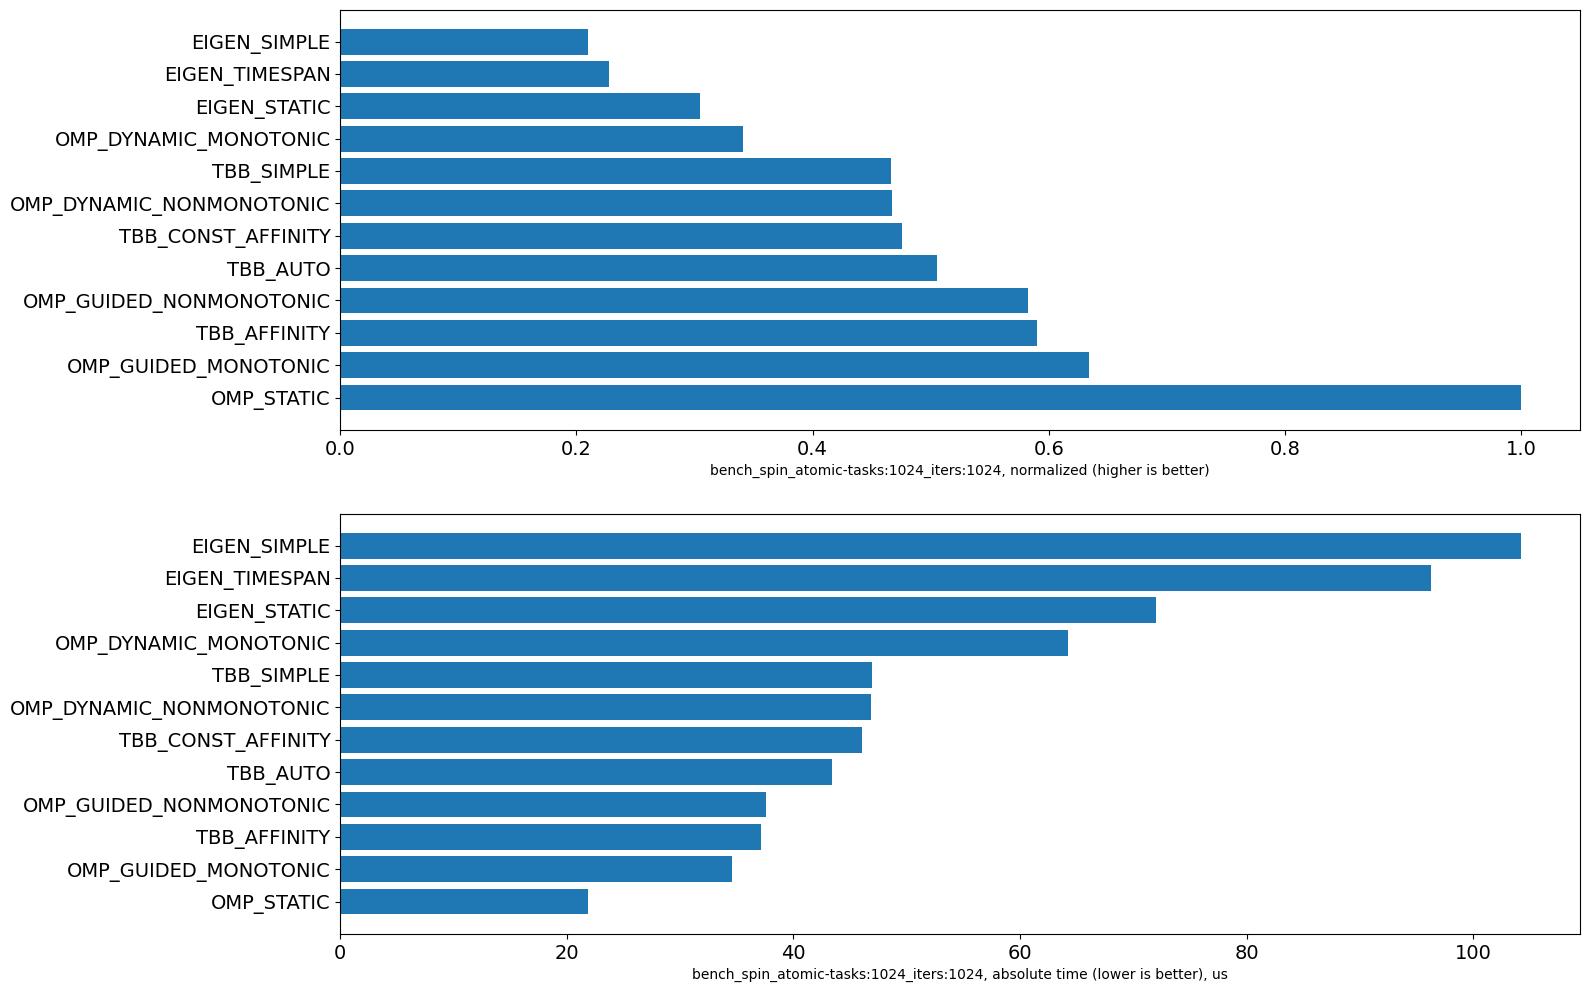 EIGEN_SIMPLE
EIGEN_TIMESPAN
EIGEN_STATIC
OMP_DYNAMIC_MONOTONIC
TBB_SIMPLE
OMP_DYNAMIC_NONMONOTONIC
TBB_CONST_AFFINITY
TBB_AUTO
OMP_GUIDED_NONMONOTONIC
TBB_AFFINITY
OMP_GUIDED_MONOTONIC
OMP_STATIC
0.0 0.2 0.4 0.6 0.8 1.0
bench_spin_atomic-tasks:1024_iters:1024, normalized (higher is better)
EIGEN_SIMPLE
EIGEN_TIMESPAN
EIGEN_STATIC
OMP_DYNAMIC_MONOTONIC
TBB_SIMPLE
OMP_DYNAMIC_NONMONOTONIC
TBB_CONST_AFFINITY
TBB_AUTO
OMP_GUIDED_NONMONOTONIC
TBB_AFFINITY
OMP_GUIDED_MONOTONIC
OMP_STATIC
0 20 40 60 80 100
bench_spin_atomic-tasks:1024_iters:1024, absolute time (lower is better), us